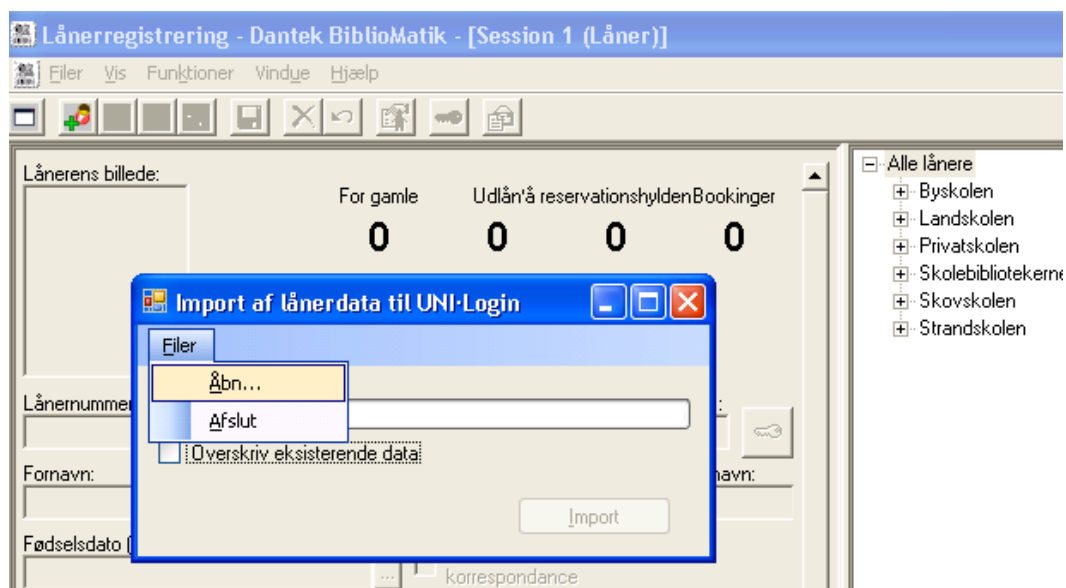 Lånerregistrering - Dantek BiblioMatik - [Session 1 (Låner)]
Filer Vis Funktioner Vindue Hjælp
Lånerens billede:
For gamle Udlån'å reservationshylden Bookinger
0 0 0 0
Import af lånerdata til UNI·Login
Filer
Åbn...
Afslut
Overskriv eksisterende data
Import
Lånernummer
Fornavn:
navn:
Fødselsdato (
...
korrespondance
Alle lånere
Byskolen
Landskolen
Privatskolen
Skolebibliotekerne
Skovskolen
Strandskolen